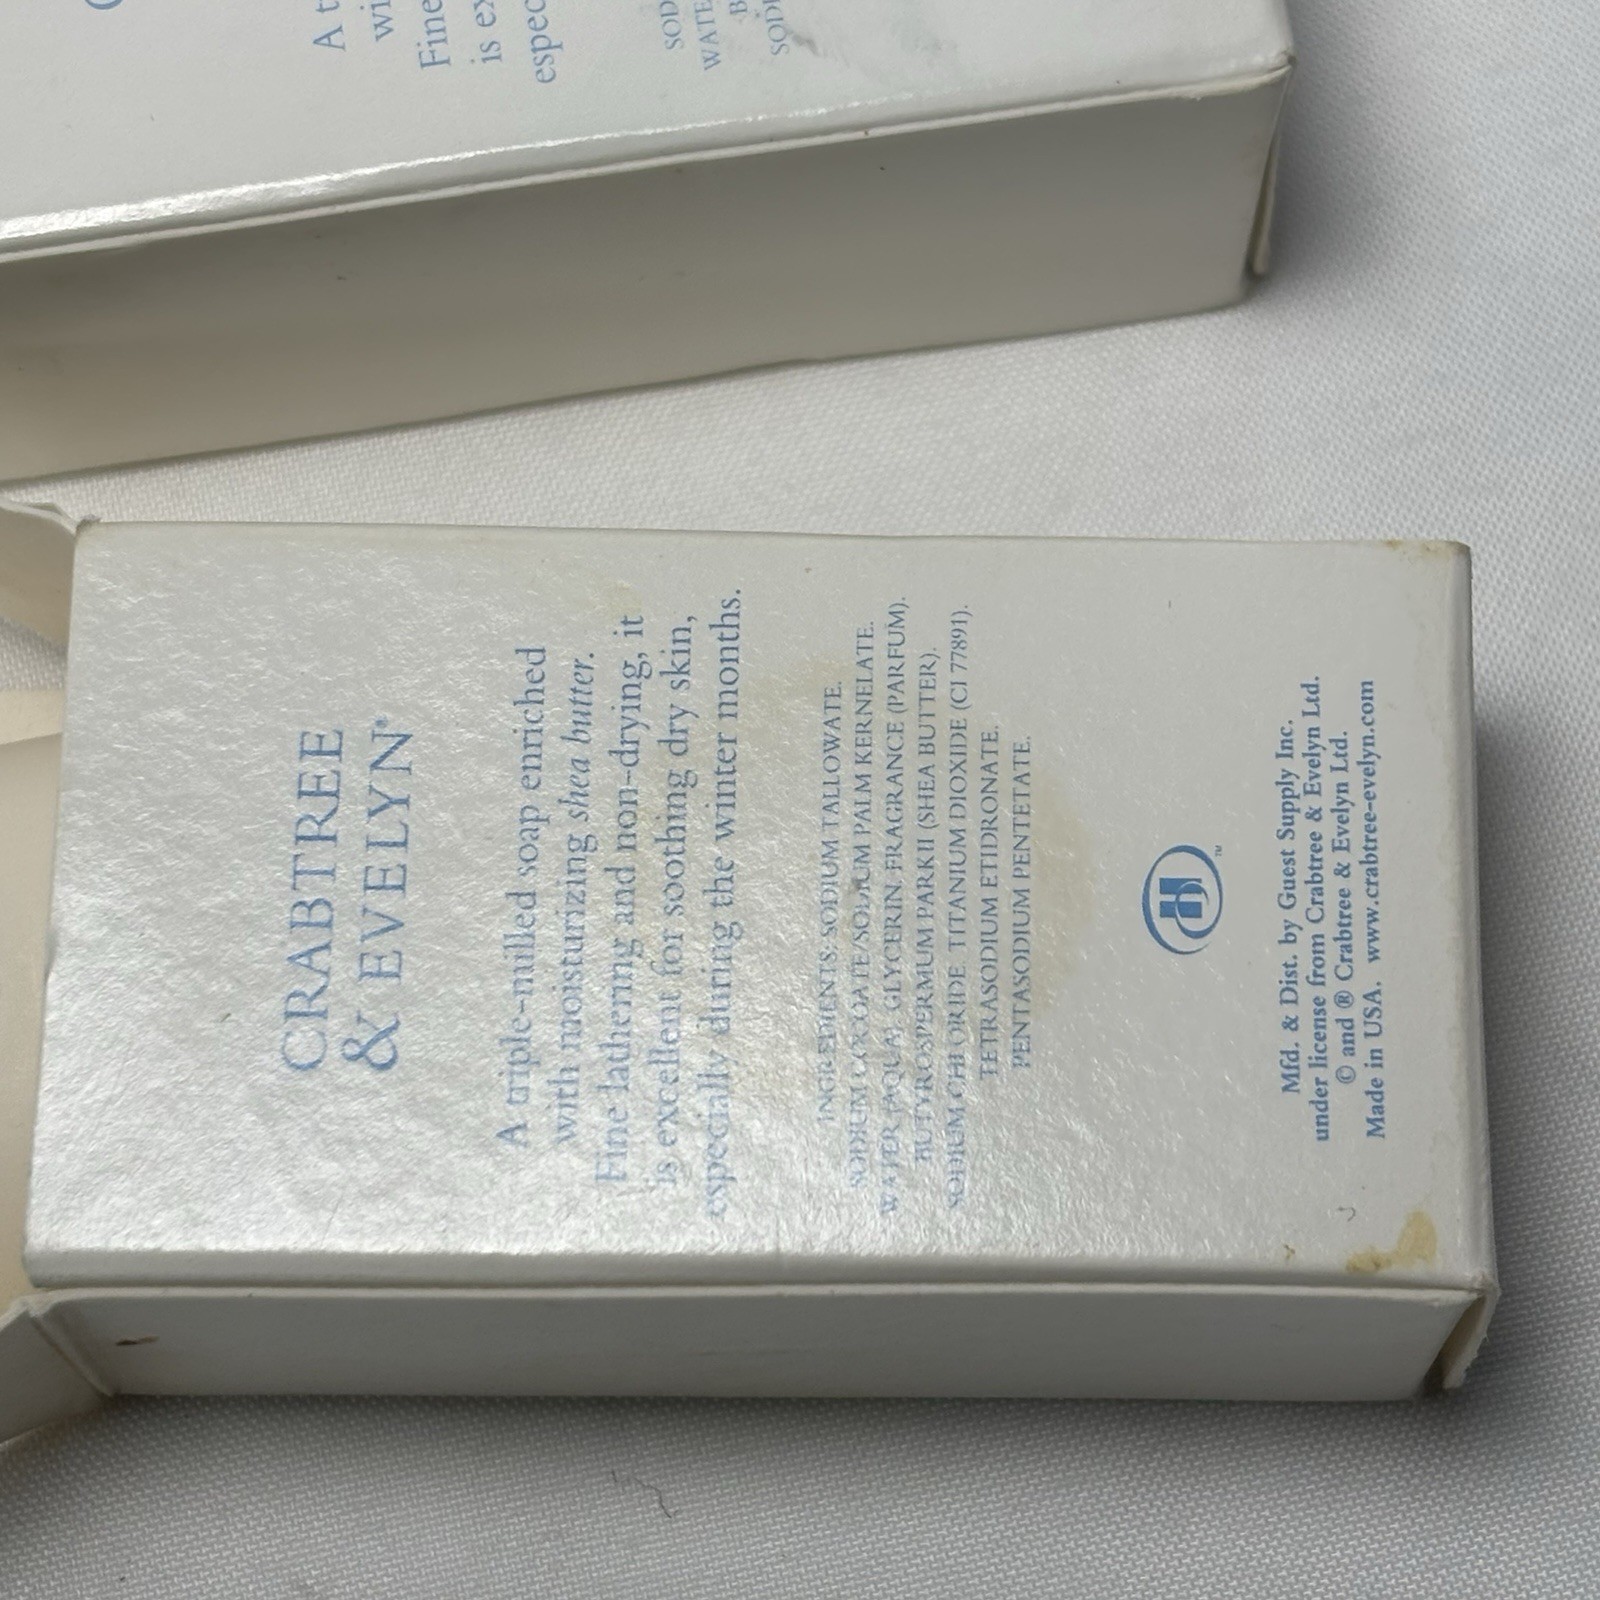 A t
wi
Fine
is ex
espec
SOD
WATE
B
SODI
CRABTREE
& EVELYN®
A triple-milled soap enriched
with moisturizing shea butter.
Fine lathering and non-drying, it
is excellent for soothing dry skin,
especially during the winter months.
INGREDIENTS: SODIUM TALLOWATE.
SODIUM COCOATE/SODIUM PALM KERNELATE.
WATER (AQUA). GLYCERIN. FRAGRANCE (PARFUM).
BUTYROSPERMUM PARKII (SHEA BUTTER).
SODIUM CHLORIDE. TITANIUM DIOXIDE (CI 77891).
TETRASODIUM ETIDRONATE.
PENTASODIUM PENTETATE.
H
™
Mfd. & Dist. by Guest Supply Inc.
under license from Crabtree & Evelyn Ltd.
© and ® Crabtree & Evelyn Ltd.
Made in USA. www.crabtree-evelyn.com